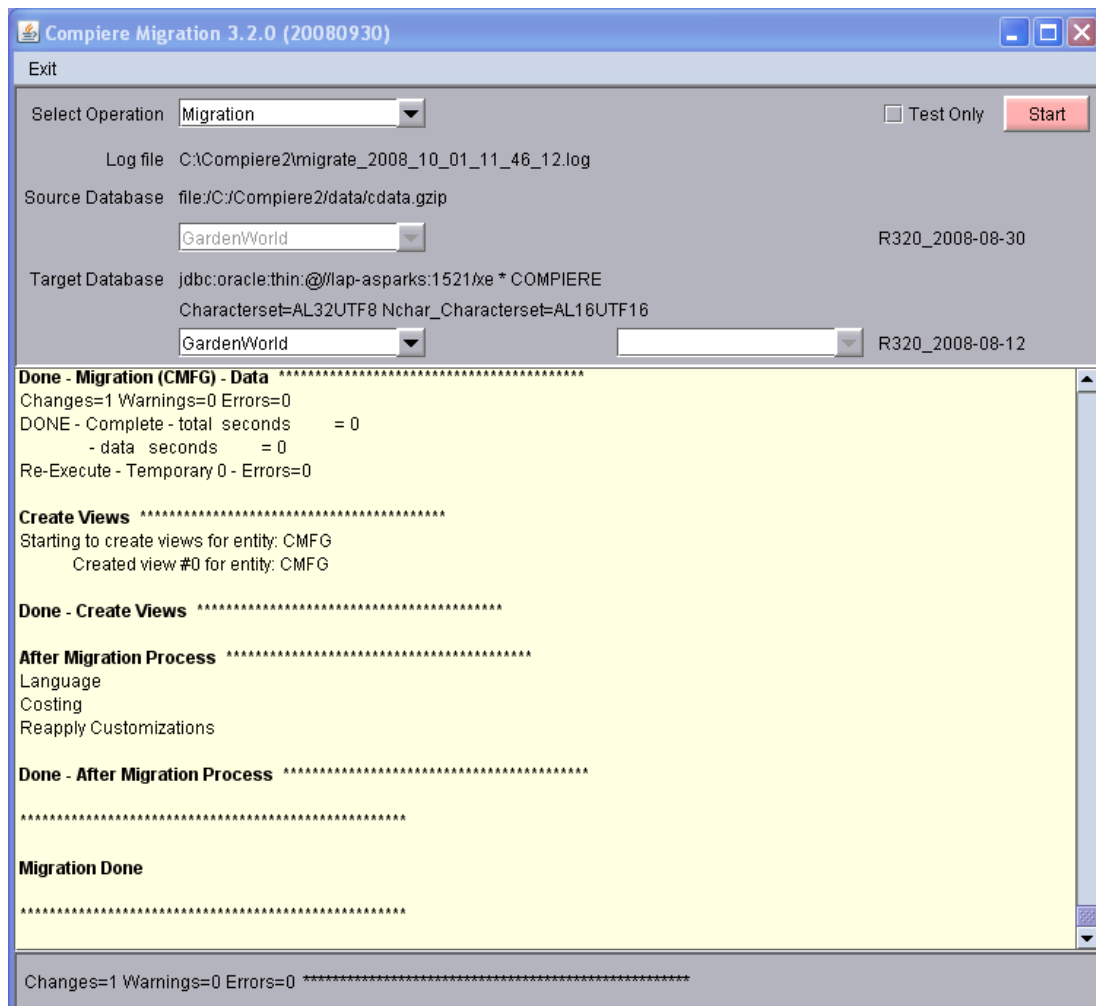 Compiere Migration 3.2.0 (20080930)
Exit
Select Operation Migration Test Only Start
Log file C:\Compiere2\migrate_2008_10_01_11_46_12.log
Source Database file:/C:/Compiere2/data/cdata.gzip
GardenWorld R320_2008-08-30
Target Database jdbc:oracle:thin:@//lap-asparks:1521/xe * COMPIERE
Characterset=AL32UTF8 Nchar_Characterset=AL16UTF16
GardenWorld R320_2008-08-12
Done - Migration (CMFG) - Data ******************************************
Changes=1 Warnings=0 Errors=0
DONE - Complete - total seconds = 0
- data seconds = 0
Re-Execute - Temporary 0 - Errors=0
Create Views ******************************************
Starting to create views for entity: CMFG
Created view #0 for entity: CMFG
Done - Create Views ******************************************
After Migration Process ******************************************
Language
Costing
Reapply Customizations
Done - After Migration Process ******************************************
*****************************************************
Migration Done
*****************************************************
Changes=1 Warnings=0 Errors=0 *****************************************************